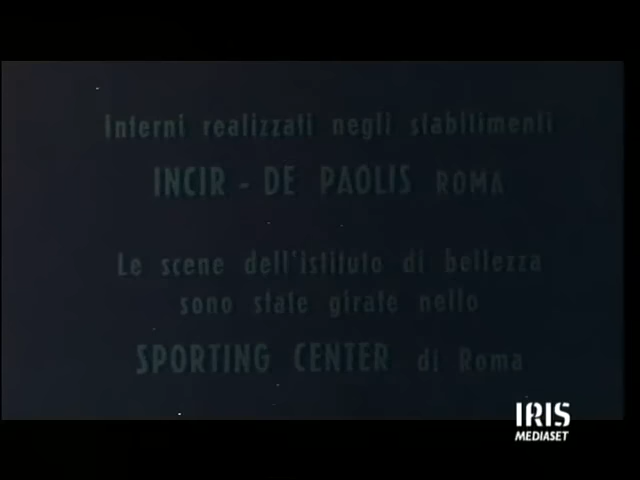 Interni realizzati negli stabilimenti
INCIR - DE PAOLIS ROMA
Le scene dell'istituto di bellezza
sono state girate nello
SPORTING CENTER di Roma
IRIS
MEDIASET